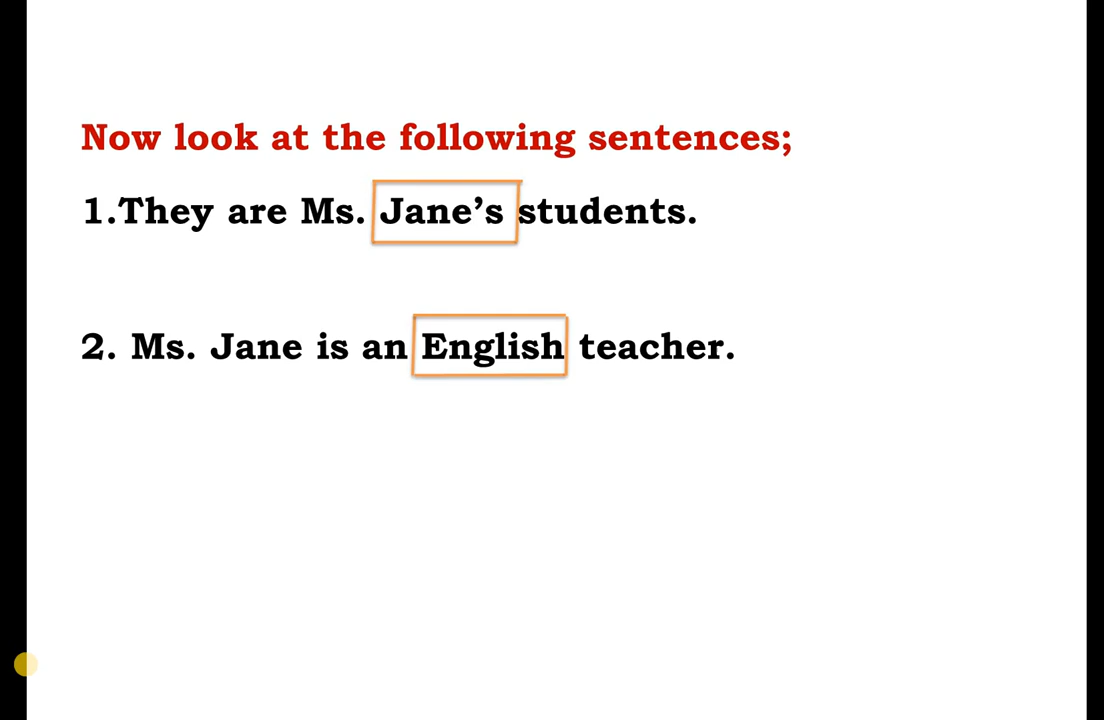 Now look at the following sentences;
1.They are Ms. Jane’s students.
2. Ms. Jane is an English teacher.